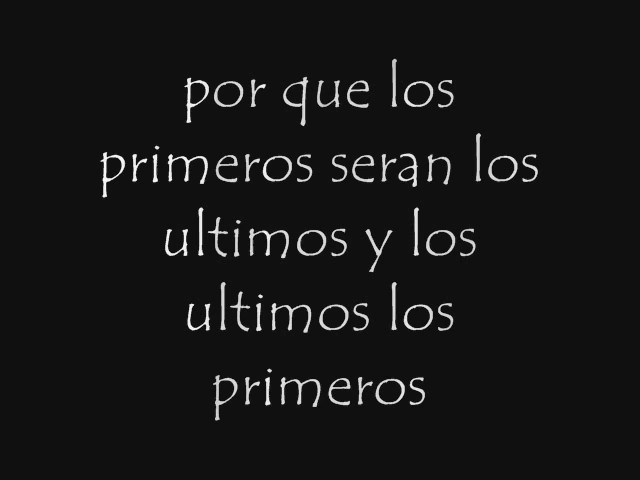 por que los
primeros seran los
ultimos y los
ultimos los
primeros